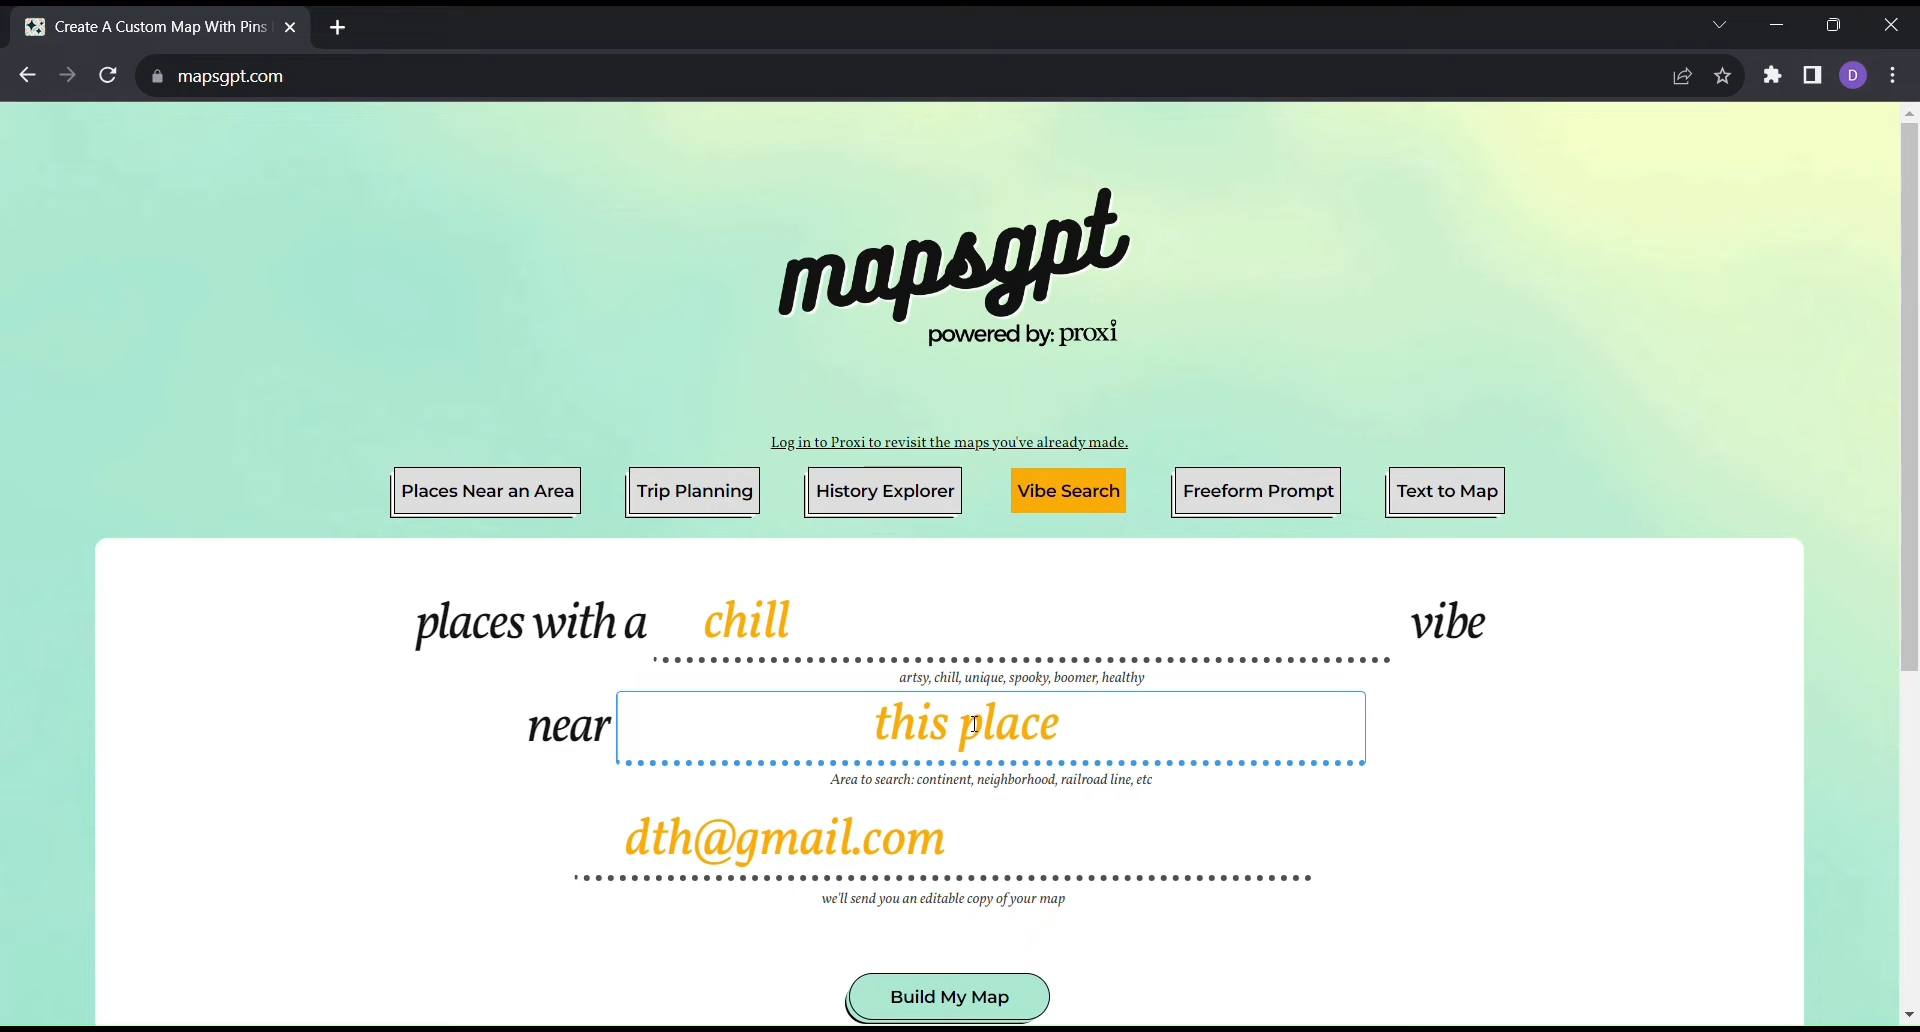 Create A Custom Map With Pins
mapsgpt.com
D
mapsgpt
powered by: proxi
Log in to Proxi to revisit the maps you've already made.
Places Near an Area
Trip Planning
History Explorer
Vibe Search
Freeform Prompt
Text to Map
places with a chill vibe
artsy, chill, unique, spooky, boomer, healthy
near this place
Area to search: continent, neighborhood, railroad line, etc
dth@gmail.com
we'll send you an editable copy of your map
Build My Map